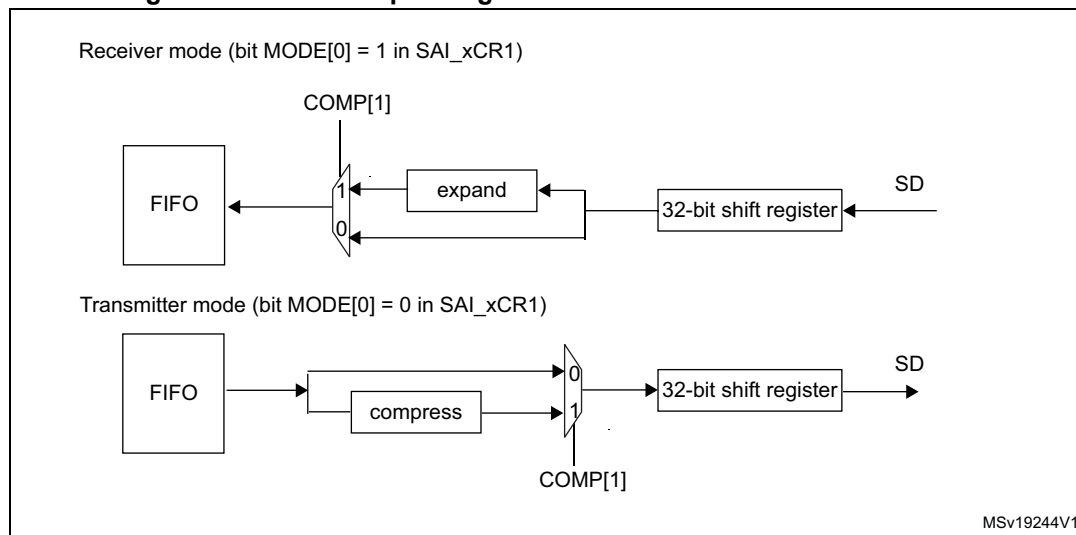 Receiver mode (bit MODE[0] = 1 in SAI_xCR1)
COMP[1]
FIFO
1
0
expand
32-bit shift register
SD
Transmitter mode (bit MODE[0] = 0 in SAI_xCR1)
FIFO
compress
0
1
32-bit shift register
SD
COMP[1]
MSv19244V1